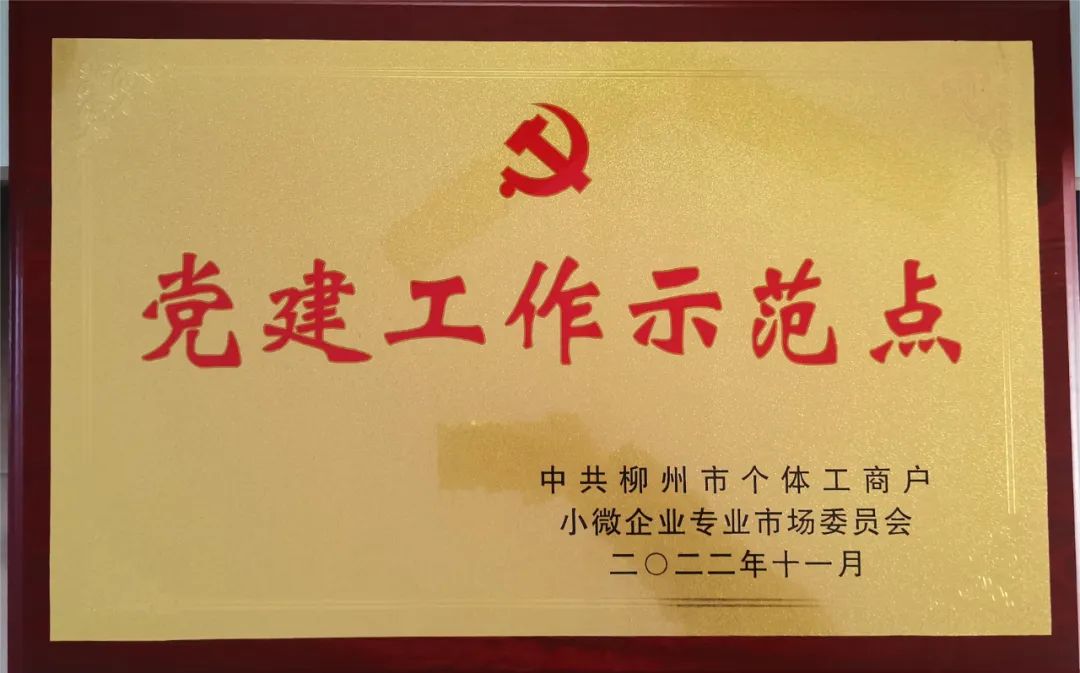 党建工作示范点
中共柳州市个体工商户
小微企业专业市场委员会
二〇二二年十一月